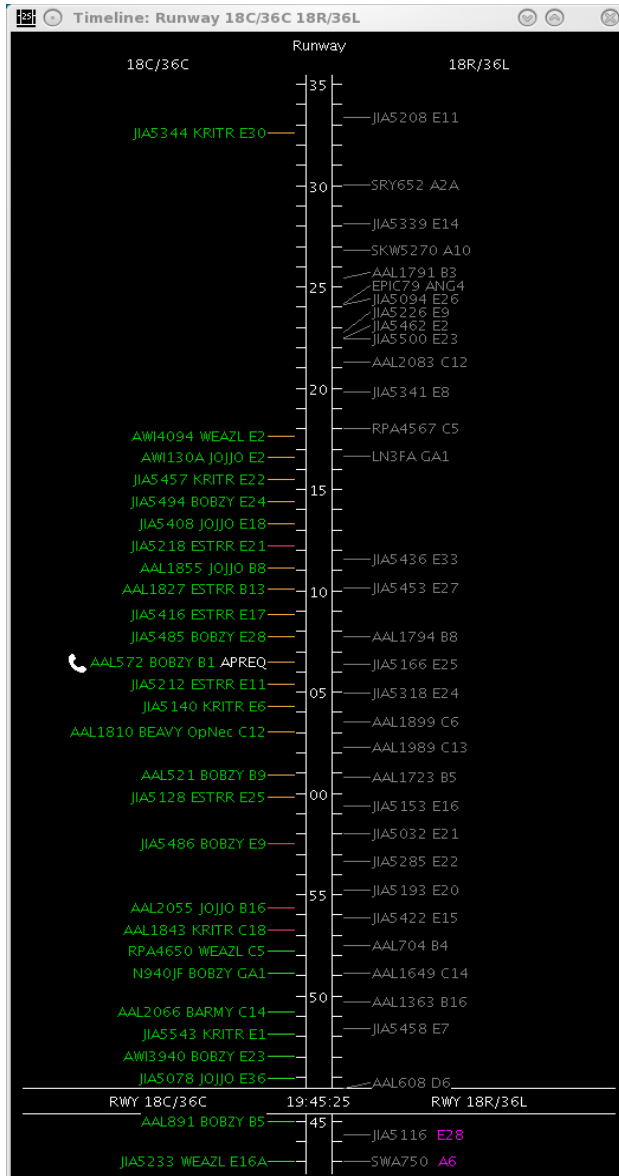 25 Timeline: Runway 18C/36C 18R/36L
Runway
18C/36C 18R/36L
35
JIA5208 E11
JIA5344 KRITR E30
30 SRY652 A2A
JIA5339 E14
SKW5270 A10
AAL1791 B3
EPIC79 ANG4
25 JIA5094 E26
JIA5226 E9
JIA5462 E2
JIA5500 E23
AAL2083 C12
20 JIA5341 E8
RPA4567 C5
AWI4094 WEAZL E2
AWI130A JOJJO E2 LN3FA GA1
JIA5457 KRITR E22
15
JIA5494 BOBZY E24
JIA5408 JOJJO E18
JIA5218 ESTRR E21
JIA5436 E33
AAL1855 JOJJO B8
AAL1827 ESTRR B13 10 JIA5453 E27
JIA5416 ESTRR E17
JIA5485 BOBZY E28 AAL1794 B8
AAL572 BOBZY B1 APREQ JIA5166 E25
JIA5212 ESTRR E11 05 JIA5318 E24
JIA5140 KRITR E6
AAL1899 C6
AAL1810 BEAVY OpNec C12
AAL1989 C13
AAL521 BOBZY B9 AAL1723 B5
JIA5128 ESTRR E25 00 JIA5153 E16
JIA5486 BOBZY E9 JIA5032 E21
JIA5285 E22
55 JIA5193 E20
AAL2055 JOJJO B16 JIA5422 E15
AAL1843 KRITR C18
RPA4650 WEAZL C5 AAL704 B4
N940JF BOBZY GA1 AAL1649 C14
50 AAL1363 B16
AAL2066 BARMY C14
JIA5543 KRITR E1 JIA5458 E7
AWI3940 BOBZY E23
JIA5078 JOJJO E36 AAL608 D6
RWY 18C/36C 19:45:25 RWY 18R/36L
AAL891 BOBZY B5 45
JIA5116 E28
JIA5233 WEAZL E16A SWA750 A6